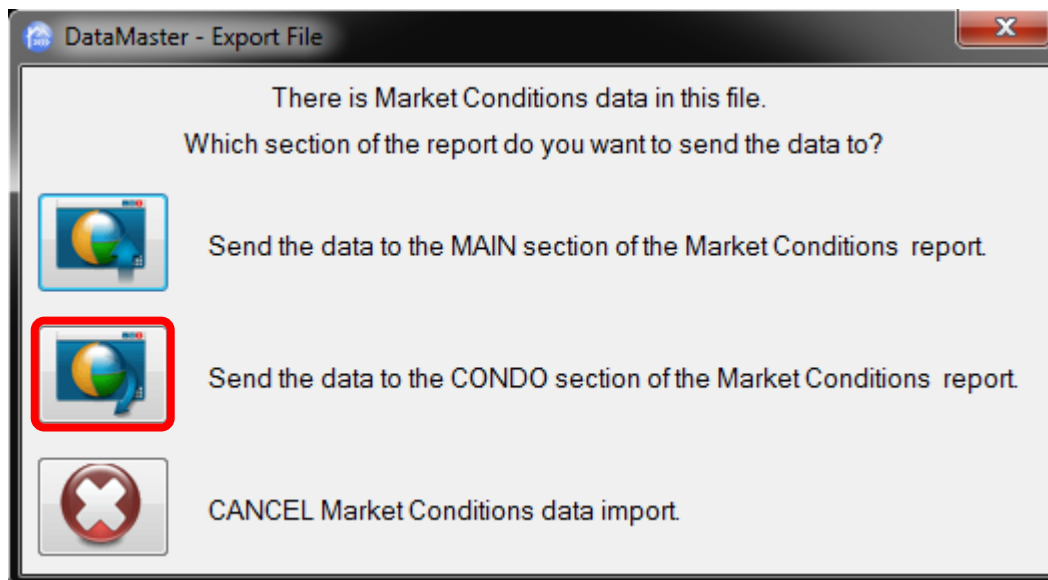 DataMaster - Export File
There is Market Conditions data in this file.
Which section of the report do you want to send the data to?
Send the data to the MAIN section of the Market Conditions report.
Send the data to the CONDO section of the Market Conditions report.
CANCEL Market Conditions data import.